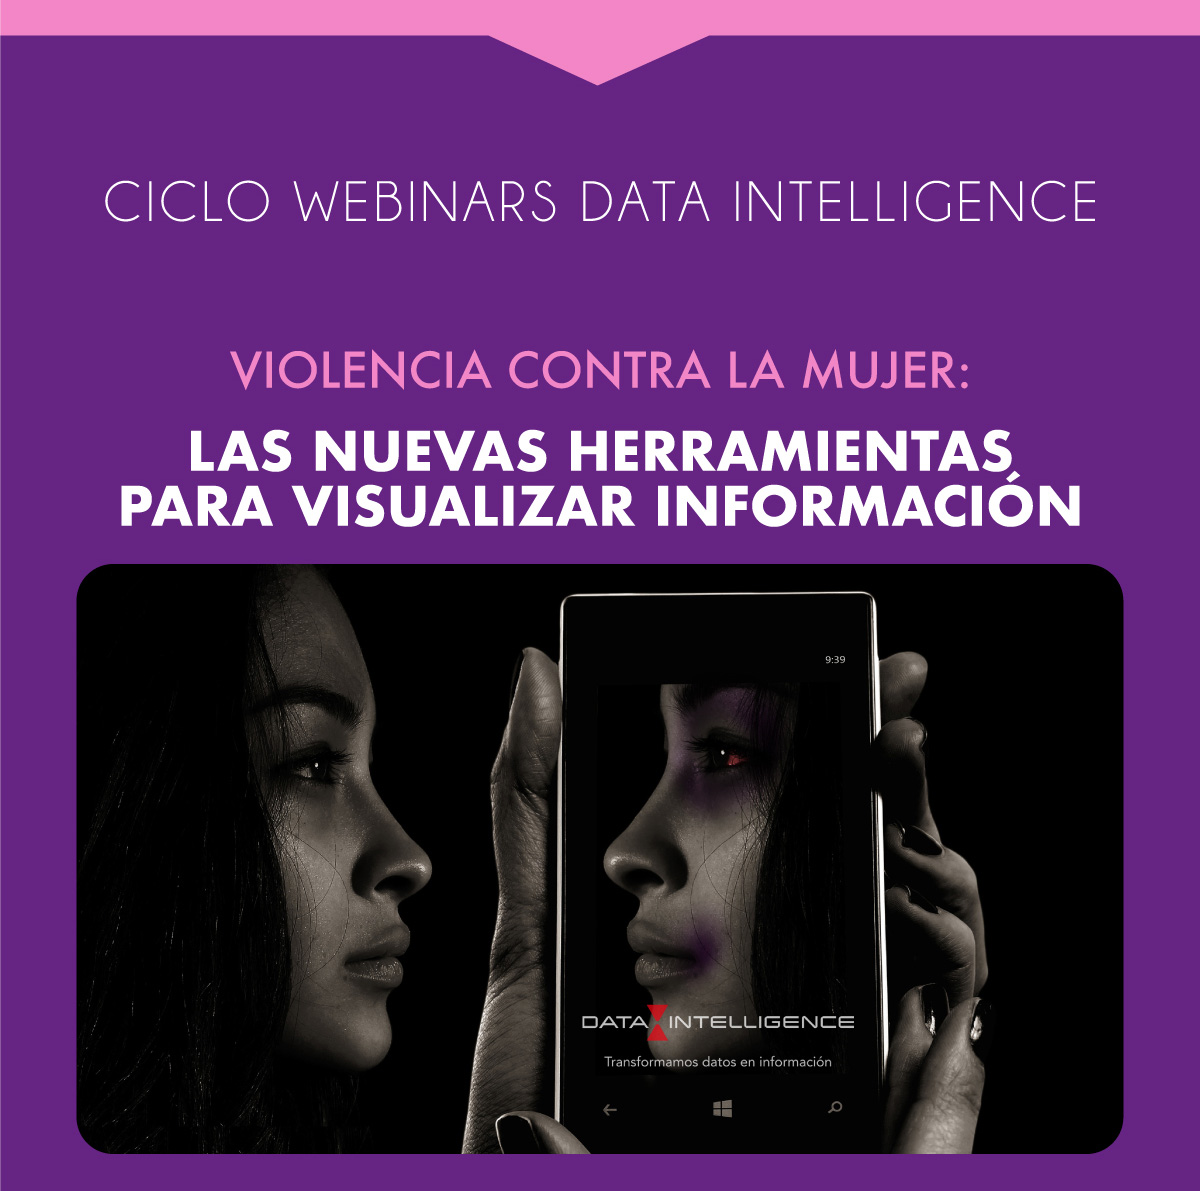 CICLO WEBINARS DATA INTELLIGENCE
VIOLENCIA CONTRA LA MUJER:
LAS NUEVAS HERRAMIENTAS
PARA VISUALIZAR INFORMACIÓN
9:39
DATA INTELLIGENCE
Transformamos datos en información